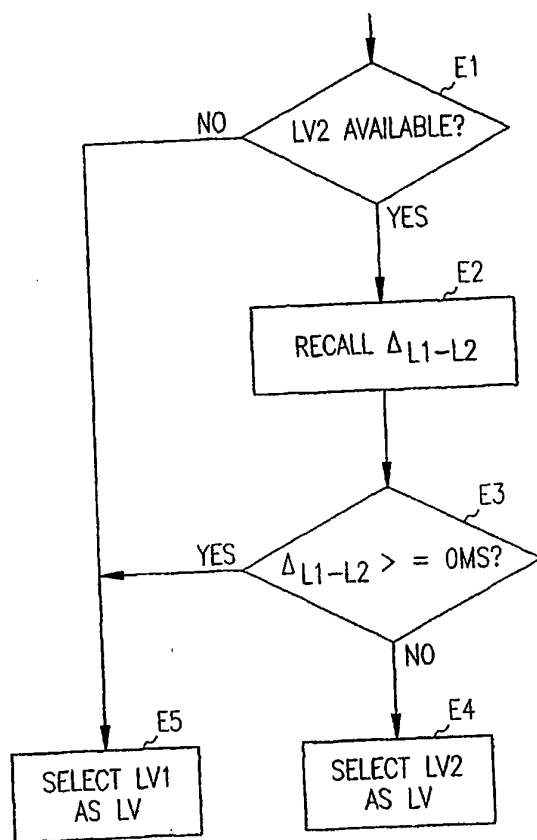 E1
LV2 AVAILABLE?
NO
YES
E2
RECALL Δ L1-L2
E3
Δ L1-L2 > = 0MS?
YES
NO
E5
SELECT LV1
AS LV
E4
SELECT LV2
AS LV